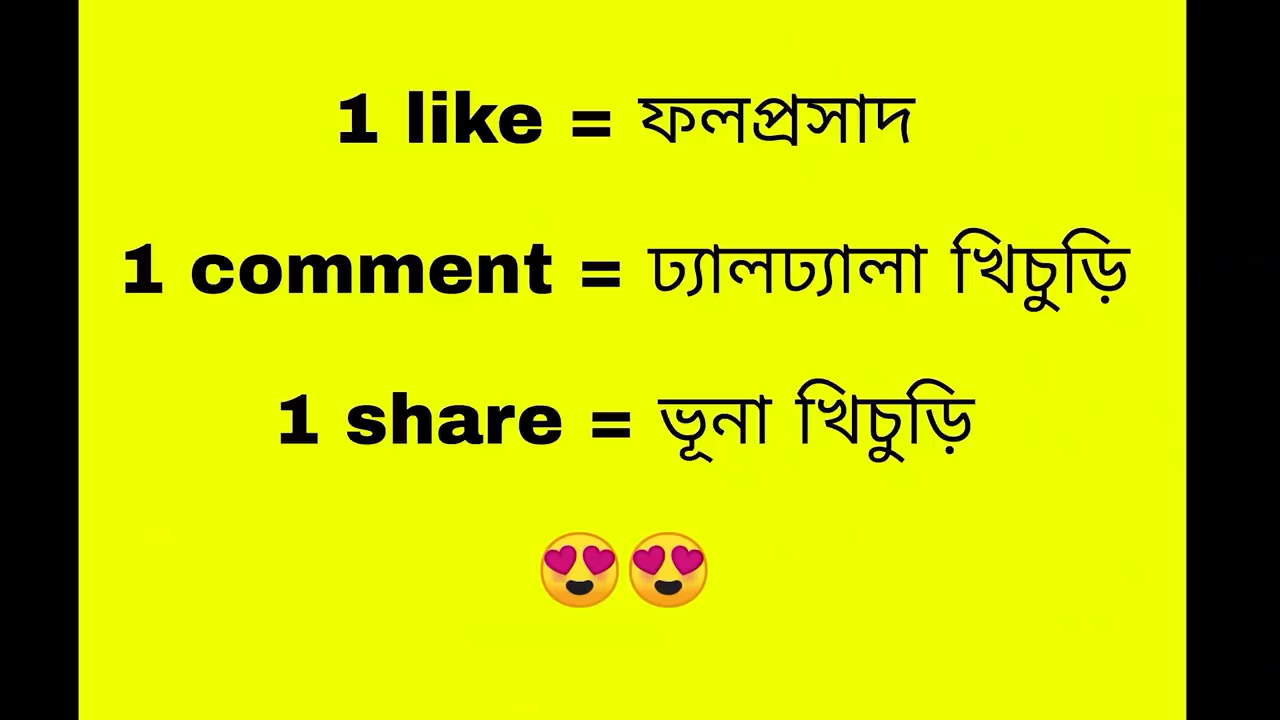 1 like = ফলপ্রসাদ
1 comment = ঢ্যালঢ্যালা খিচুড়ি
1 share = ভূনা খিচুড়ি
😍😍